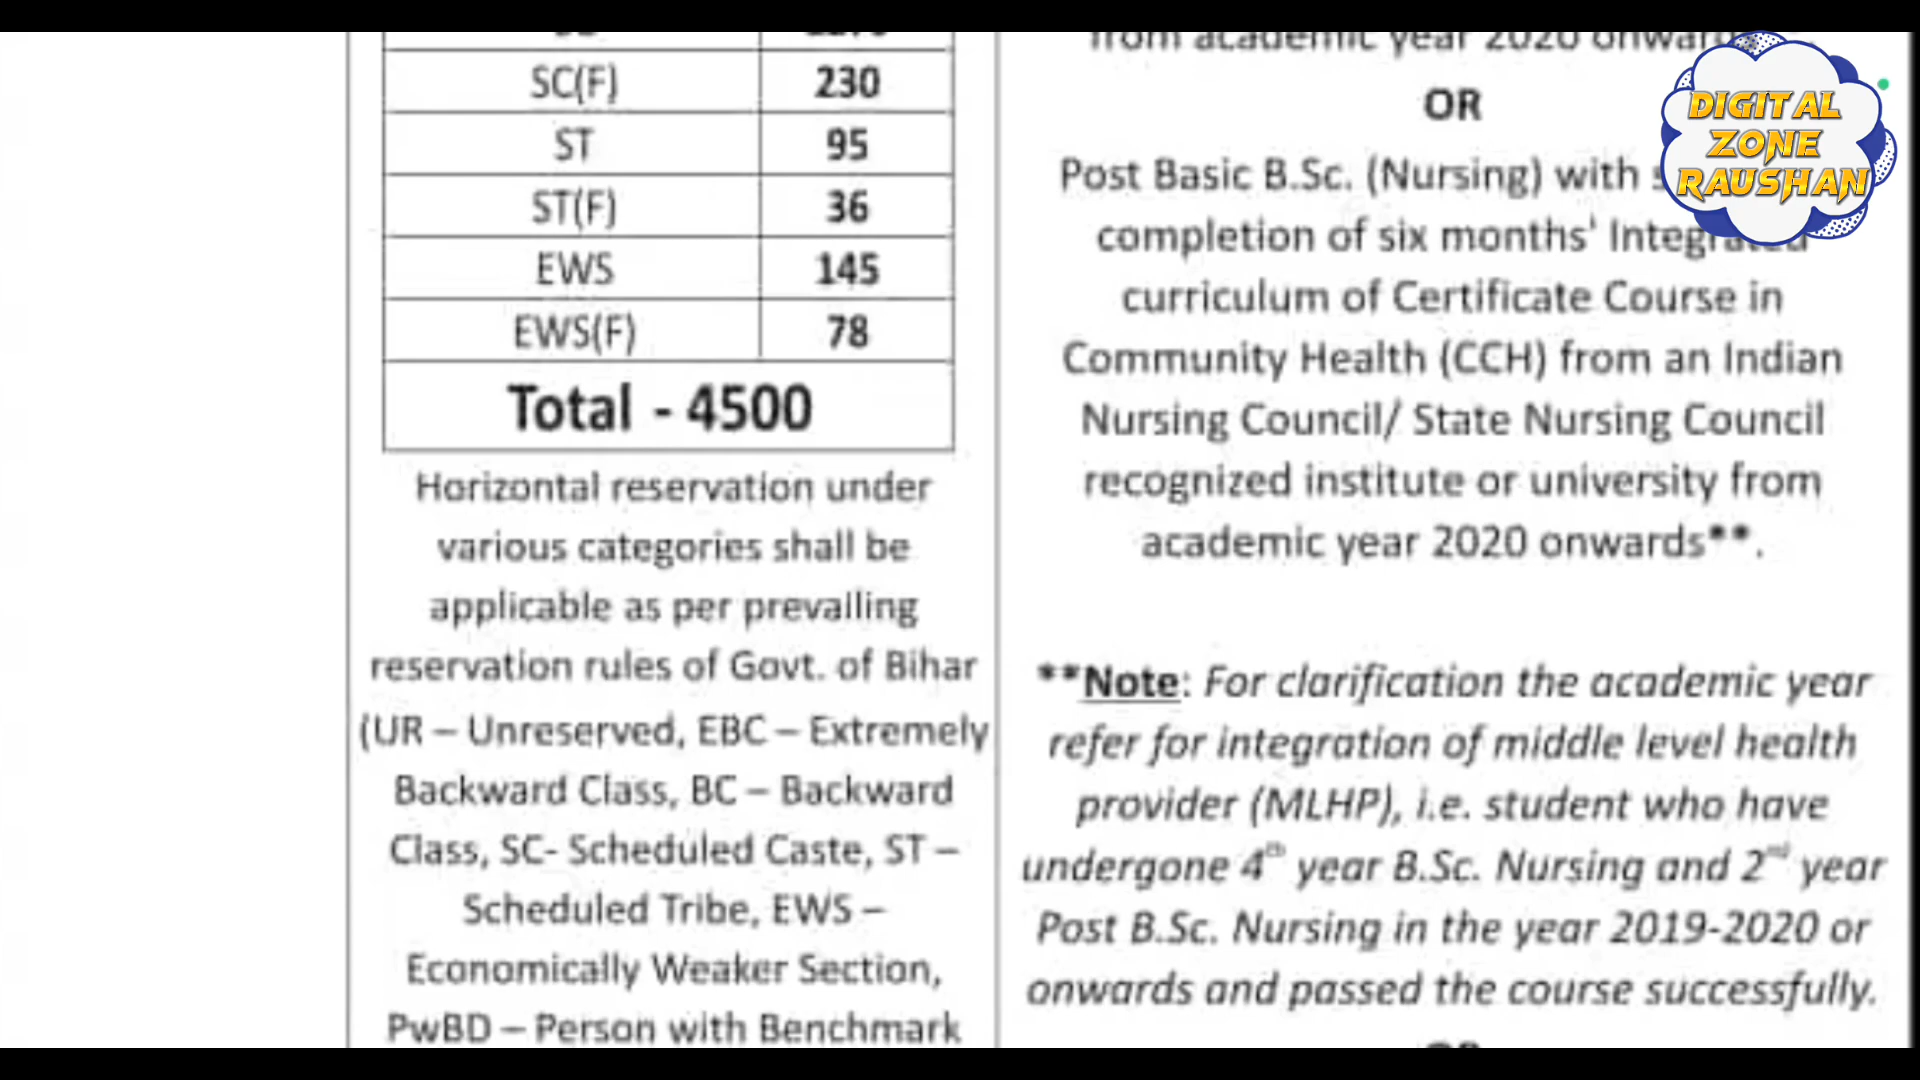 SC(F) 230
ST 95
ST(F) 36
EWS 145
EWS(F) 78
Total - 4500
Horizontal reservation under
various categories shall be
applicable as per prevailing
reservation rules of Govt. of Bihar
(UR – Unreserved, EBC – Extremely
Backward Class, BC – Backward
Class, SC- Scheduled Caste, ST –
Scheduled Tribe, EWS –
Economically Weaker Section,
PwBD – Person with Benchmark
from academic year 2020 onwards
OR
Post Basic B.Sc. (Nursing) with
completion of six months' Integrated
curriculum of Certificate Course in
Community Health (CCH) from an Indian
Nursing Council/ State Nursing Council
recognized institute or university from
academic year 2020 onwards**.
**Note: For clarification the academic year
refer for integration of middle level health
provider (MLHP), i.e. student who have
undergone 4th year B.Sc. Nursing and 2nd year
Post B.Sc. Nursing in the year 2019-2020 or
onwards and passed the course successfully.
DIGITAL
ZONE
RAUSHAN